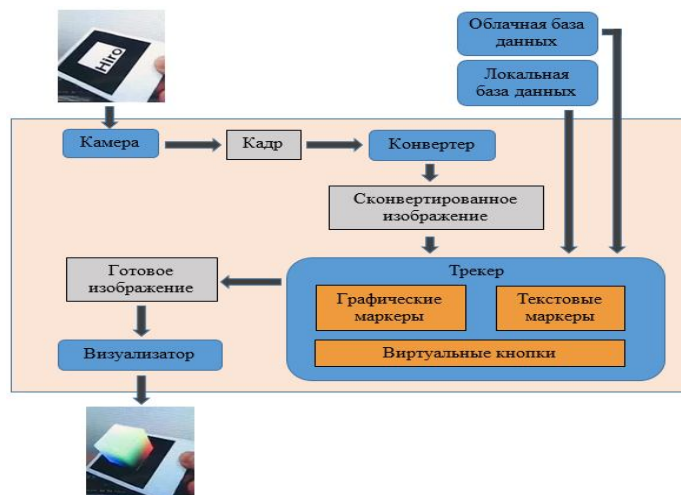 Hiro
Облачная база
данных
Локальная
база данных
Камера
Кадр
Конвертер
Сконвертированное
изображение
Трекер
Готовое
изображение
Графические
маркеры
Текстовые
маркеры
Виртуальные кнопки
Визуализатор